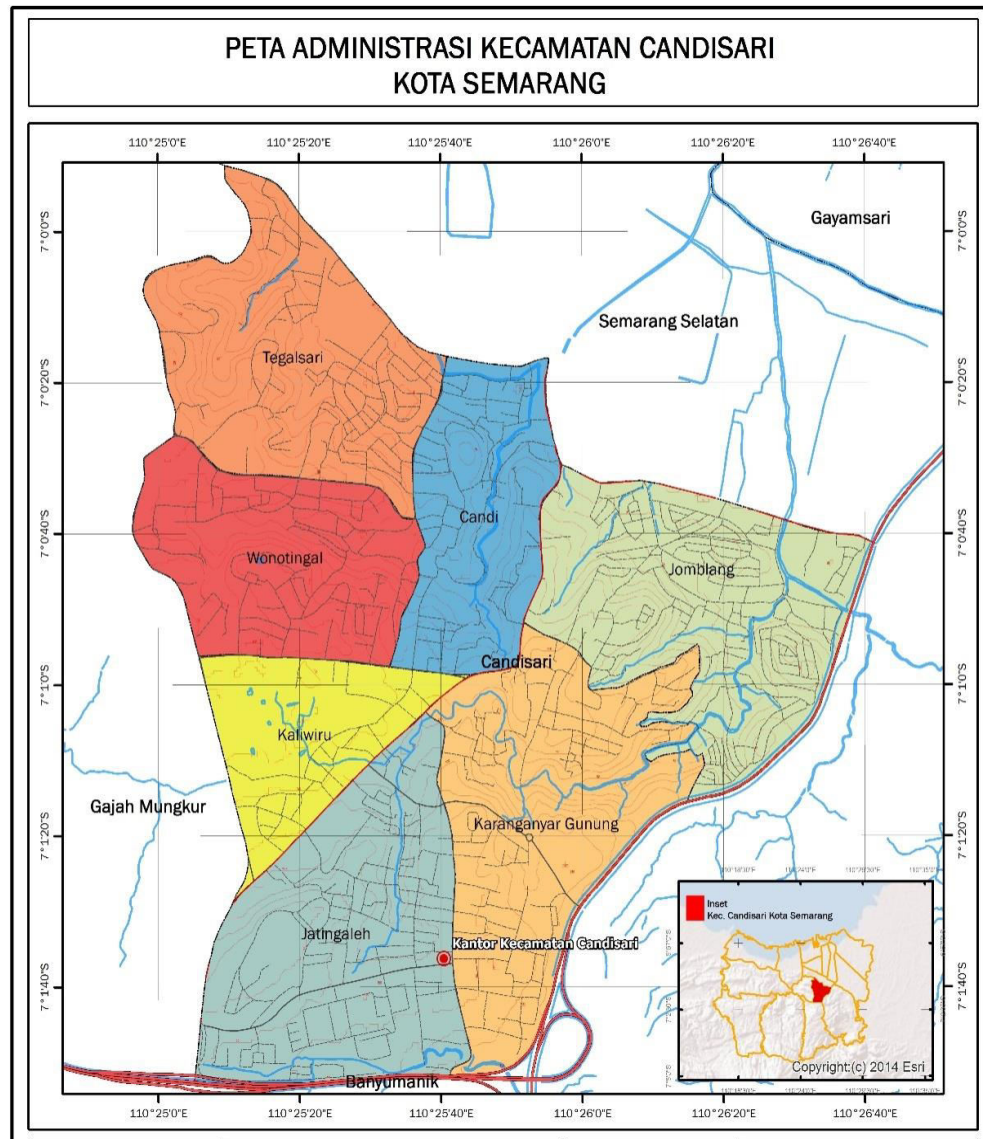 PETA ADMINISTRASI KECAMATAN CANDISARI
KOTA SEMARANG
110°25'0"E 110°25'20"E 110°25'40"E 110°26'0"E 110°26'20"E 110°26'40"E
7°0'0"S 7°0'0"S
Gayamsari
Semarang Selatan
Tegalsari
7°0'20"S 7°0'20"S
Candi
7°0'40"S 7°0'40"S
Wonotingal
Jomblang
Candisari
7°1'0"S 7°1'0"S
Kaliwiru
Gajah Mungkur
Karanganyar Gunung
7°1'20"S 7°1'20"S
Inset
Kec. Candisari Kota Semarang
Jatingaleh
Kantor Kecamatan Candisari
7°1'40"S 7°1'40"S
Copyright:(c) 2014 Esri
Banyumanik
110°25'0"E 110°25'20"E 110°25'40"E 110°26'0"E 110°26'20"E 110°26'40"E